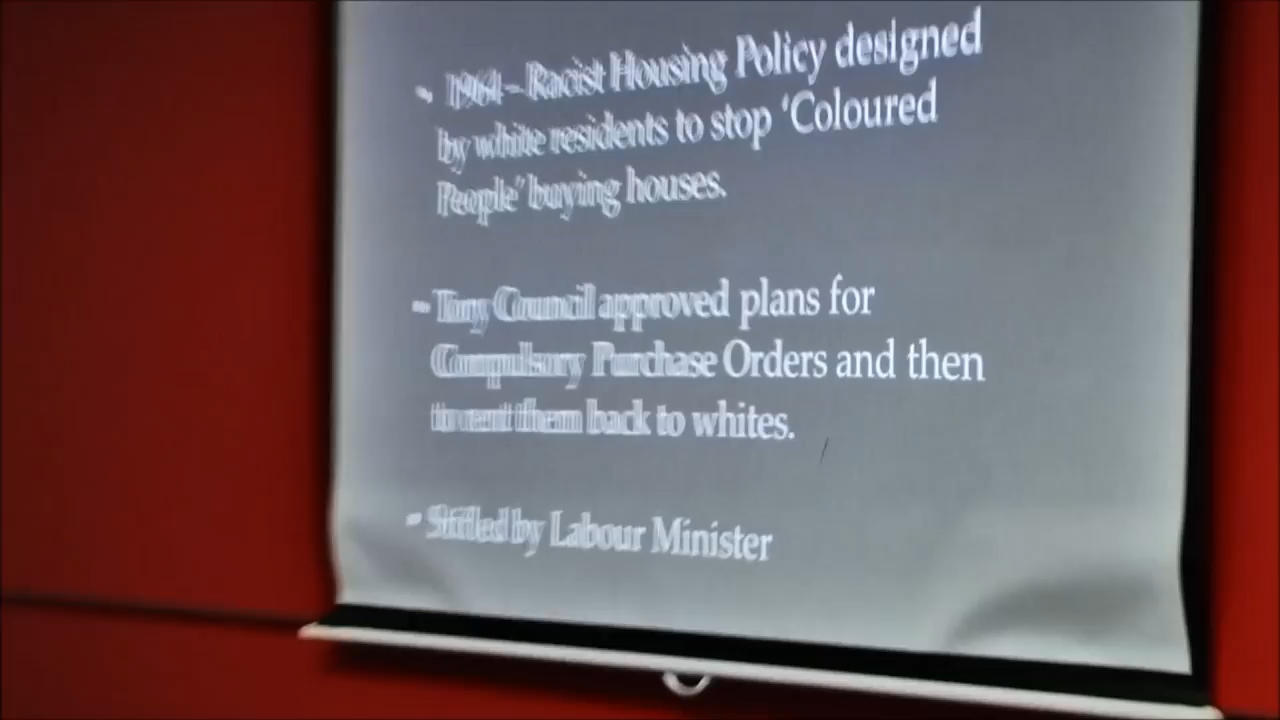 - 1964 – Racist Housing Policy designed
by white residents to stop ‘Coloured
People’ buying houses.
- Tory Council approved plans for
Compulsory Purchase Orders and then
to rent them back to whites.
- Stifled by Labour Minister